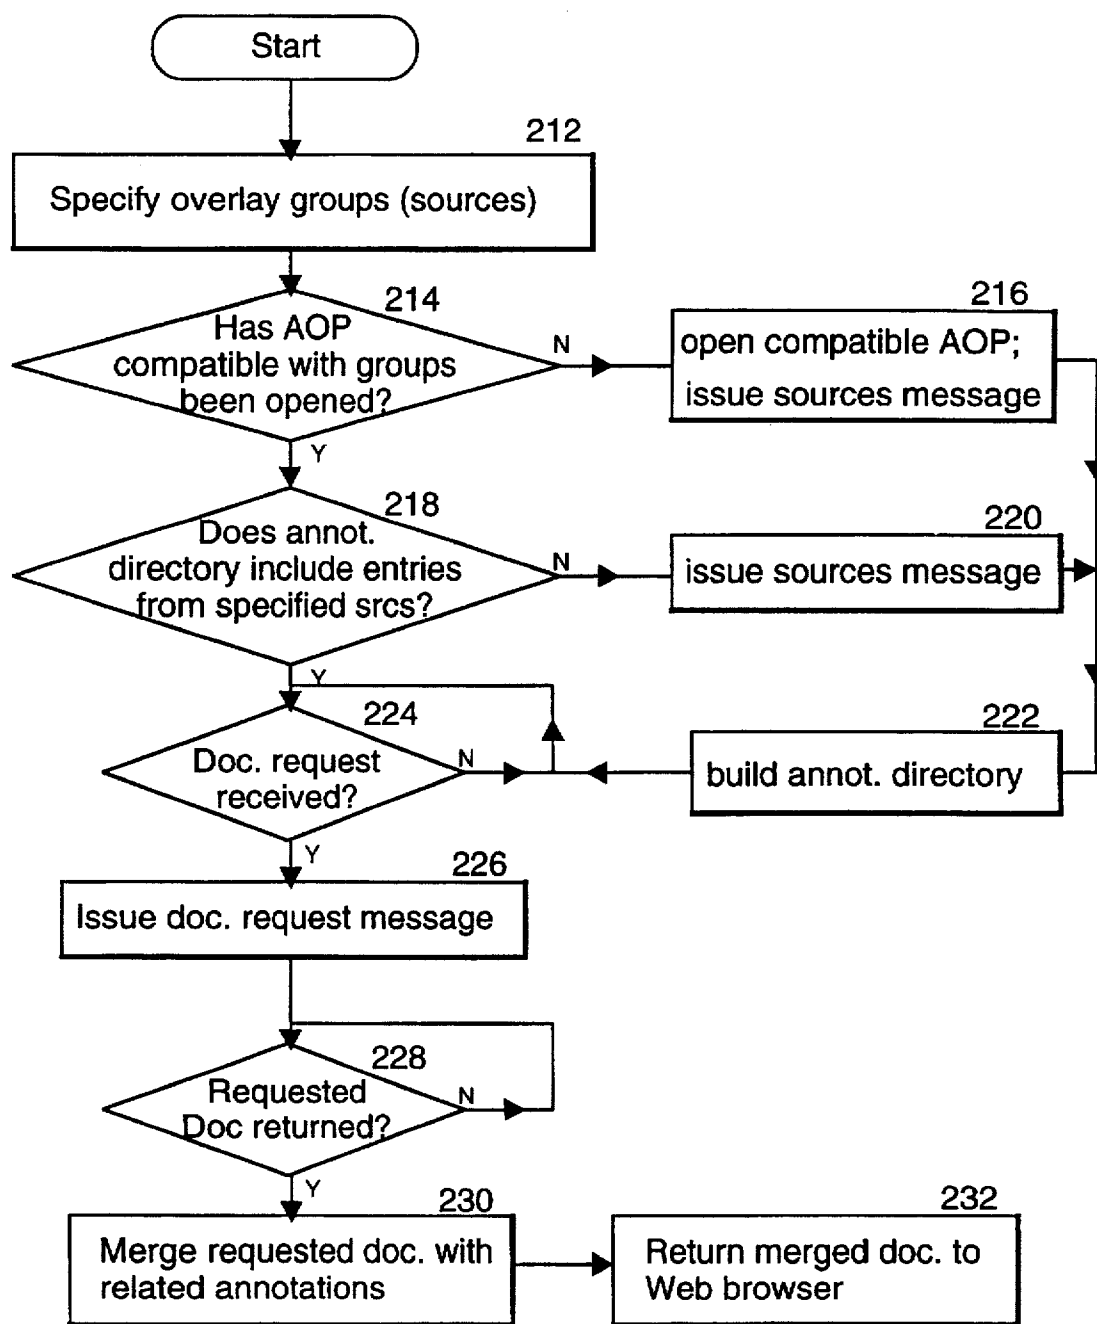 Start
212
Specify overlay groups (sources)
214
Has AOP
compatible with groups
been opened?
N
216
open compatible AOP;
issue sources message
Y
218
Does annot.
directory include entries
from specified srcs?
N
220
issue sources message
Y
224
Doc. request
received?
N
222
build annot. directory
Y
226
Issue doc. request message
228
Requested
Doc returned?
N
Y
230
Merge requested doc. with
related annotations
232
Return merged doc. to
Web browser